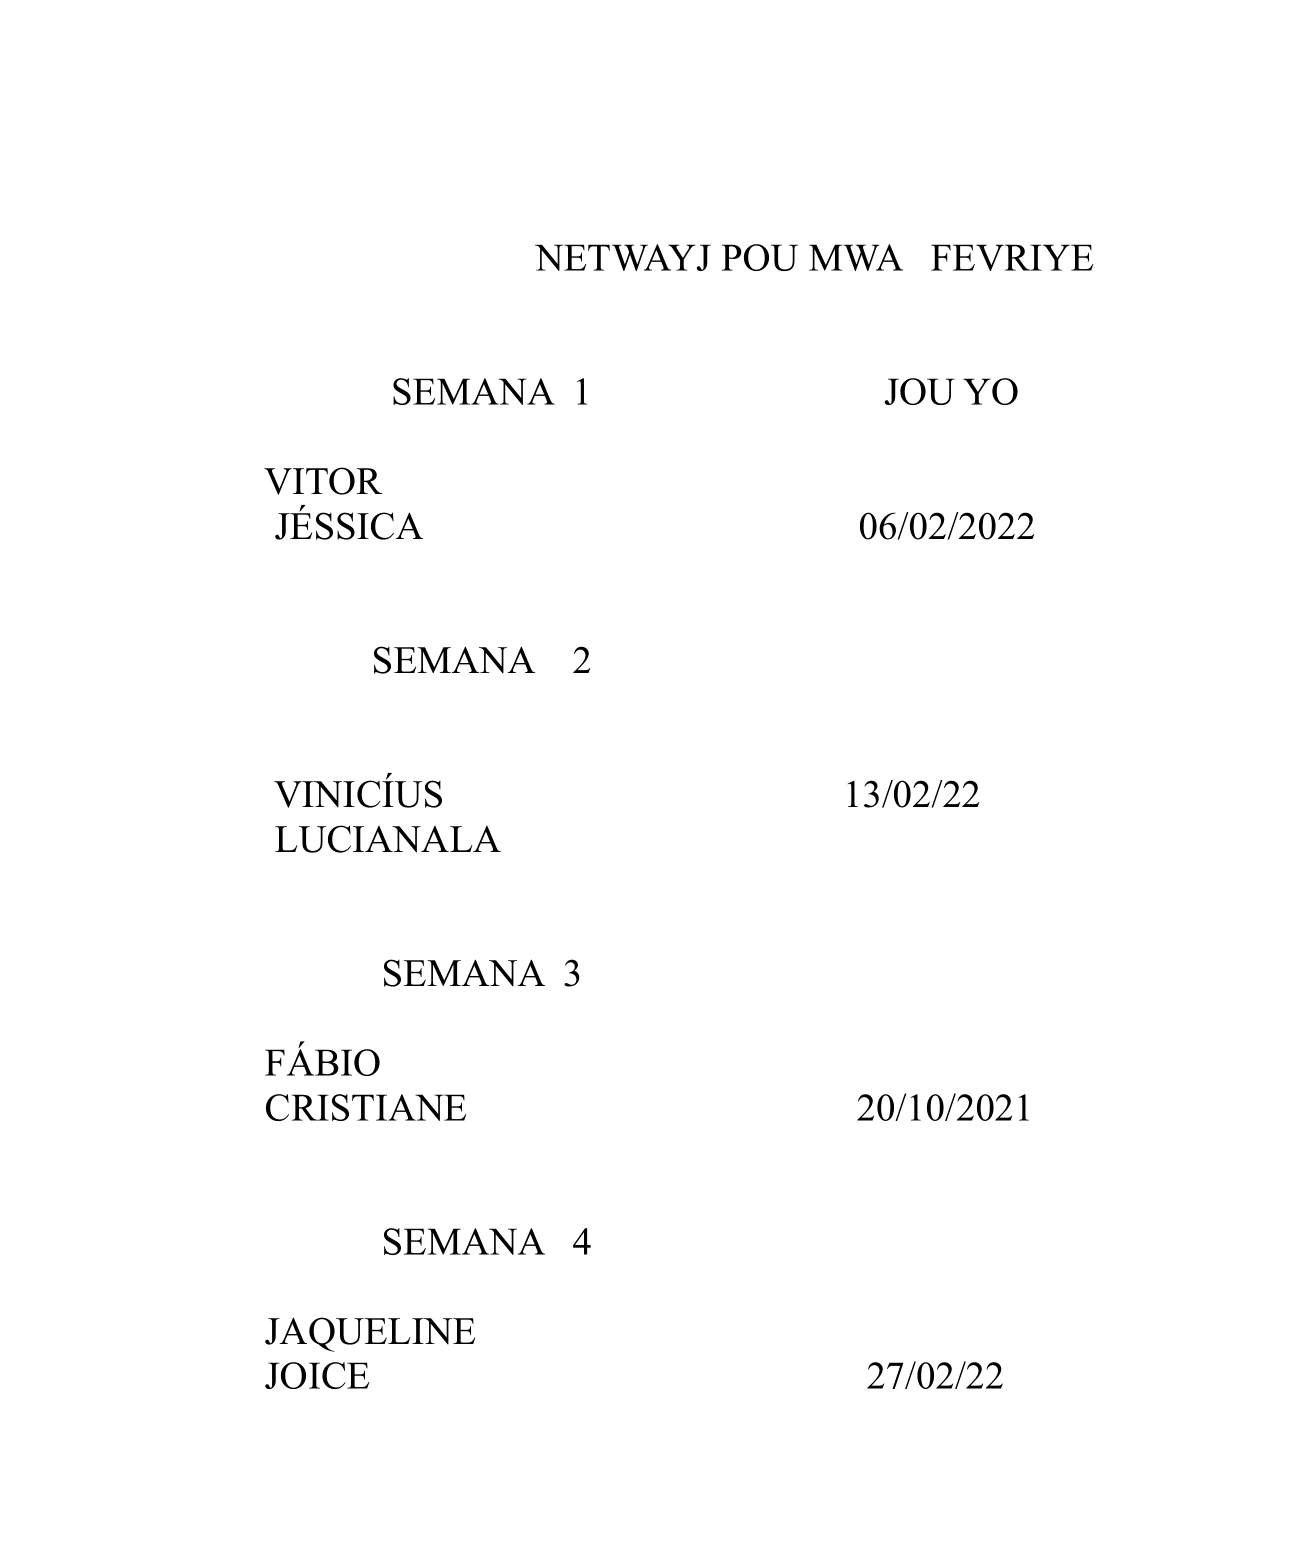 NETWAYJ POU MWA FEVRIYE
SEMANA 1 JOU YO
VITOR
JÉSSICA 06/02/2022
SEMANA 2
VINICÍUS 13/02/22
LUCIANALA
SEMANA 3
FÁBIO
CRISTIANE 20/10/2021
SEMANA 4
JAQUELINE
JOICE 27/02/22